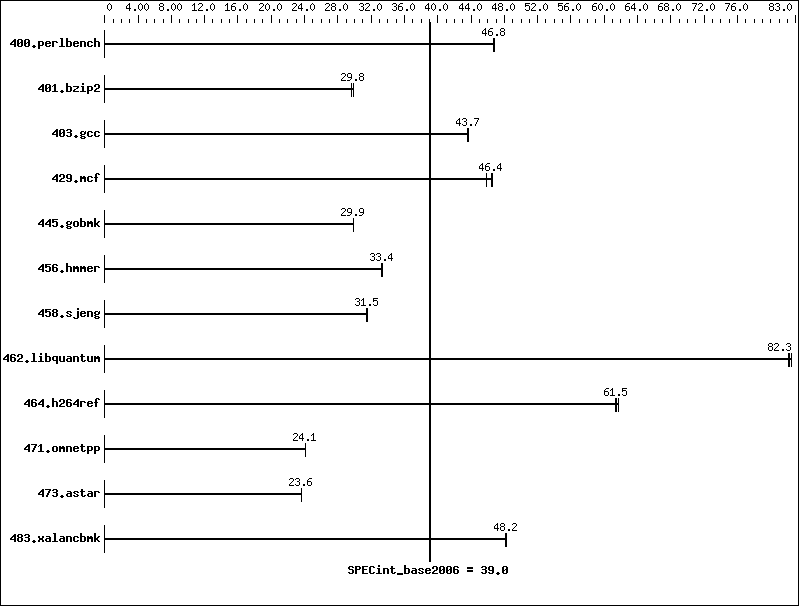 0 4.00 8.00 12.0 16.0 20.0 24.0 28.0 32.0 36.0 40.0 44.0 48.0 52.0 56.0 60.0 64.0 68.0 72.0 76.0 83.0
400.perlbench 46.8
401.bzip2 29.8
403.gcc 43.7
429.mcf 46.4
445.gobmk 29.9
456.hmmer 33.4
458.sjeng 31.5
462.libquantum 82.3
464.h264ref 61.5
471.omnetpp 24.1
473.astar 23.6
483.xalancbmk 48.2
SPECint_base2006 = 39.0